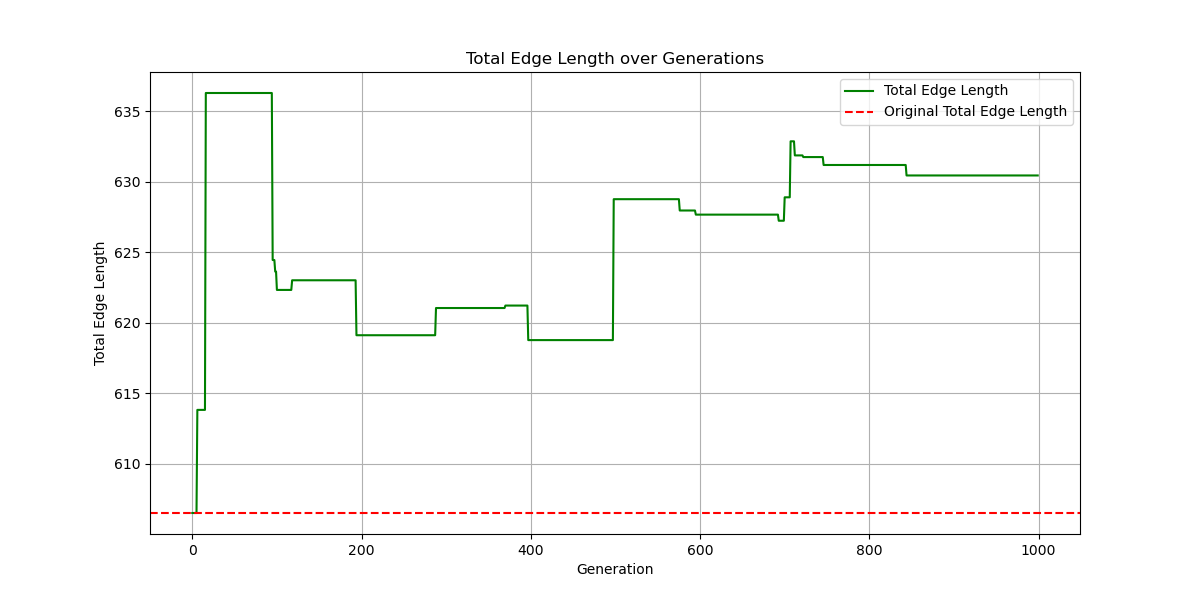 Total Edge Length over Generations
Total Edge Length
Original Total Edge Length
Total Edge Length
635
630
625
620
615
610
0 200 400 600 800 1000
Generation